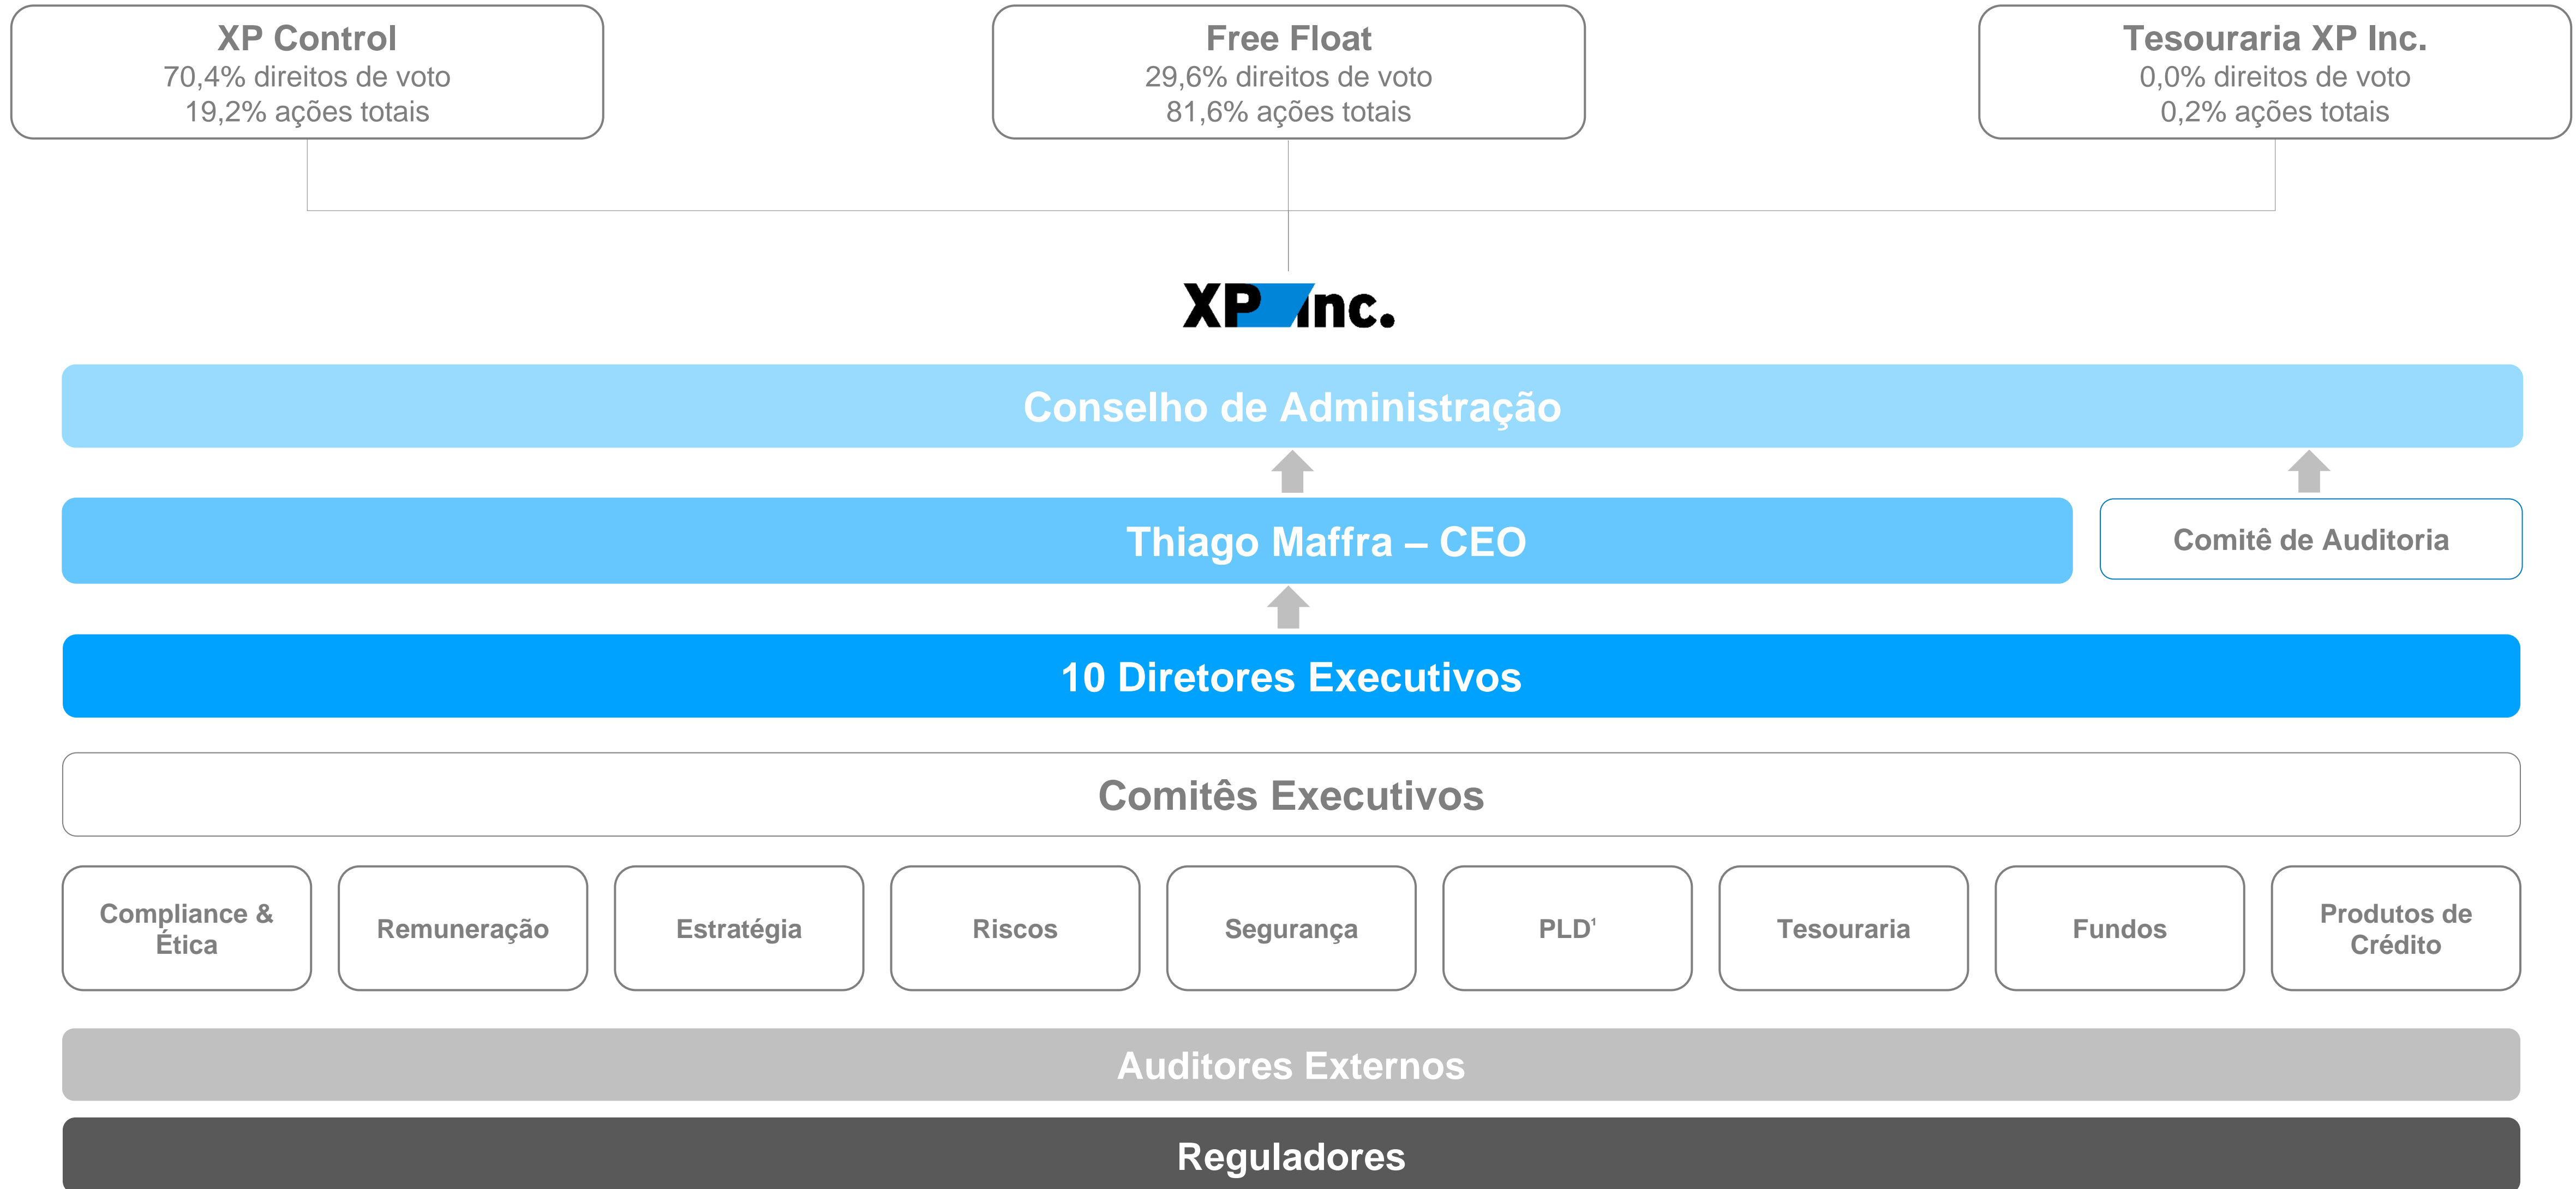 XP Control
70,4% direitos de voto
19,2% ações totais
Free Float
29,6% direitos de voto
81,6% ações totais
Tesouraria XP Inc.
0,0% direitos de voto
0,2% ações totais
XP Inc.
Conselho de Administração
Thiago Maffra – CEO
Comitê de Auditoria
10 Diretores Executivos
Comitês Executivos
Compliance &
Ética
Remuneração
Estratégia
Riscos
Segurança
PLD¹
Tesouraria
Fundos
Produtos de
Crédito
Auditores Externos
Reguladores